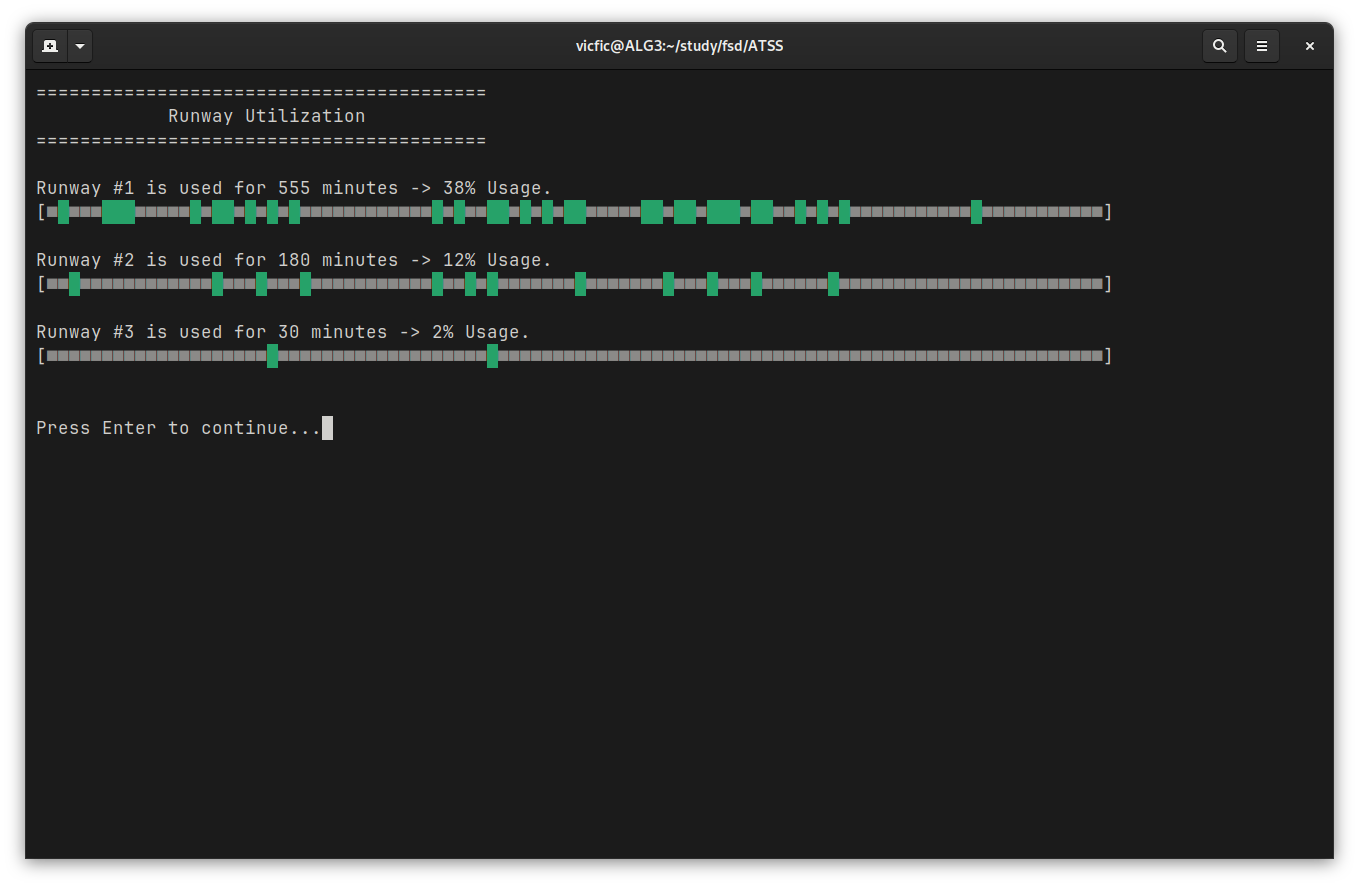 vicfic@ALG3:~/study/fsd/ATSS
=========================================
Runway Utilization
=========================================
Runway #1 is used for 555 minutes -> 38% Usage.
[]
Runway #2 is used for 180 minutes -> 12% Usage.
[]
Runway #3 is used for 30 minutes -> 2% Usage.
[]
Press Enter to continue...